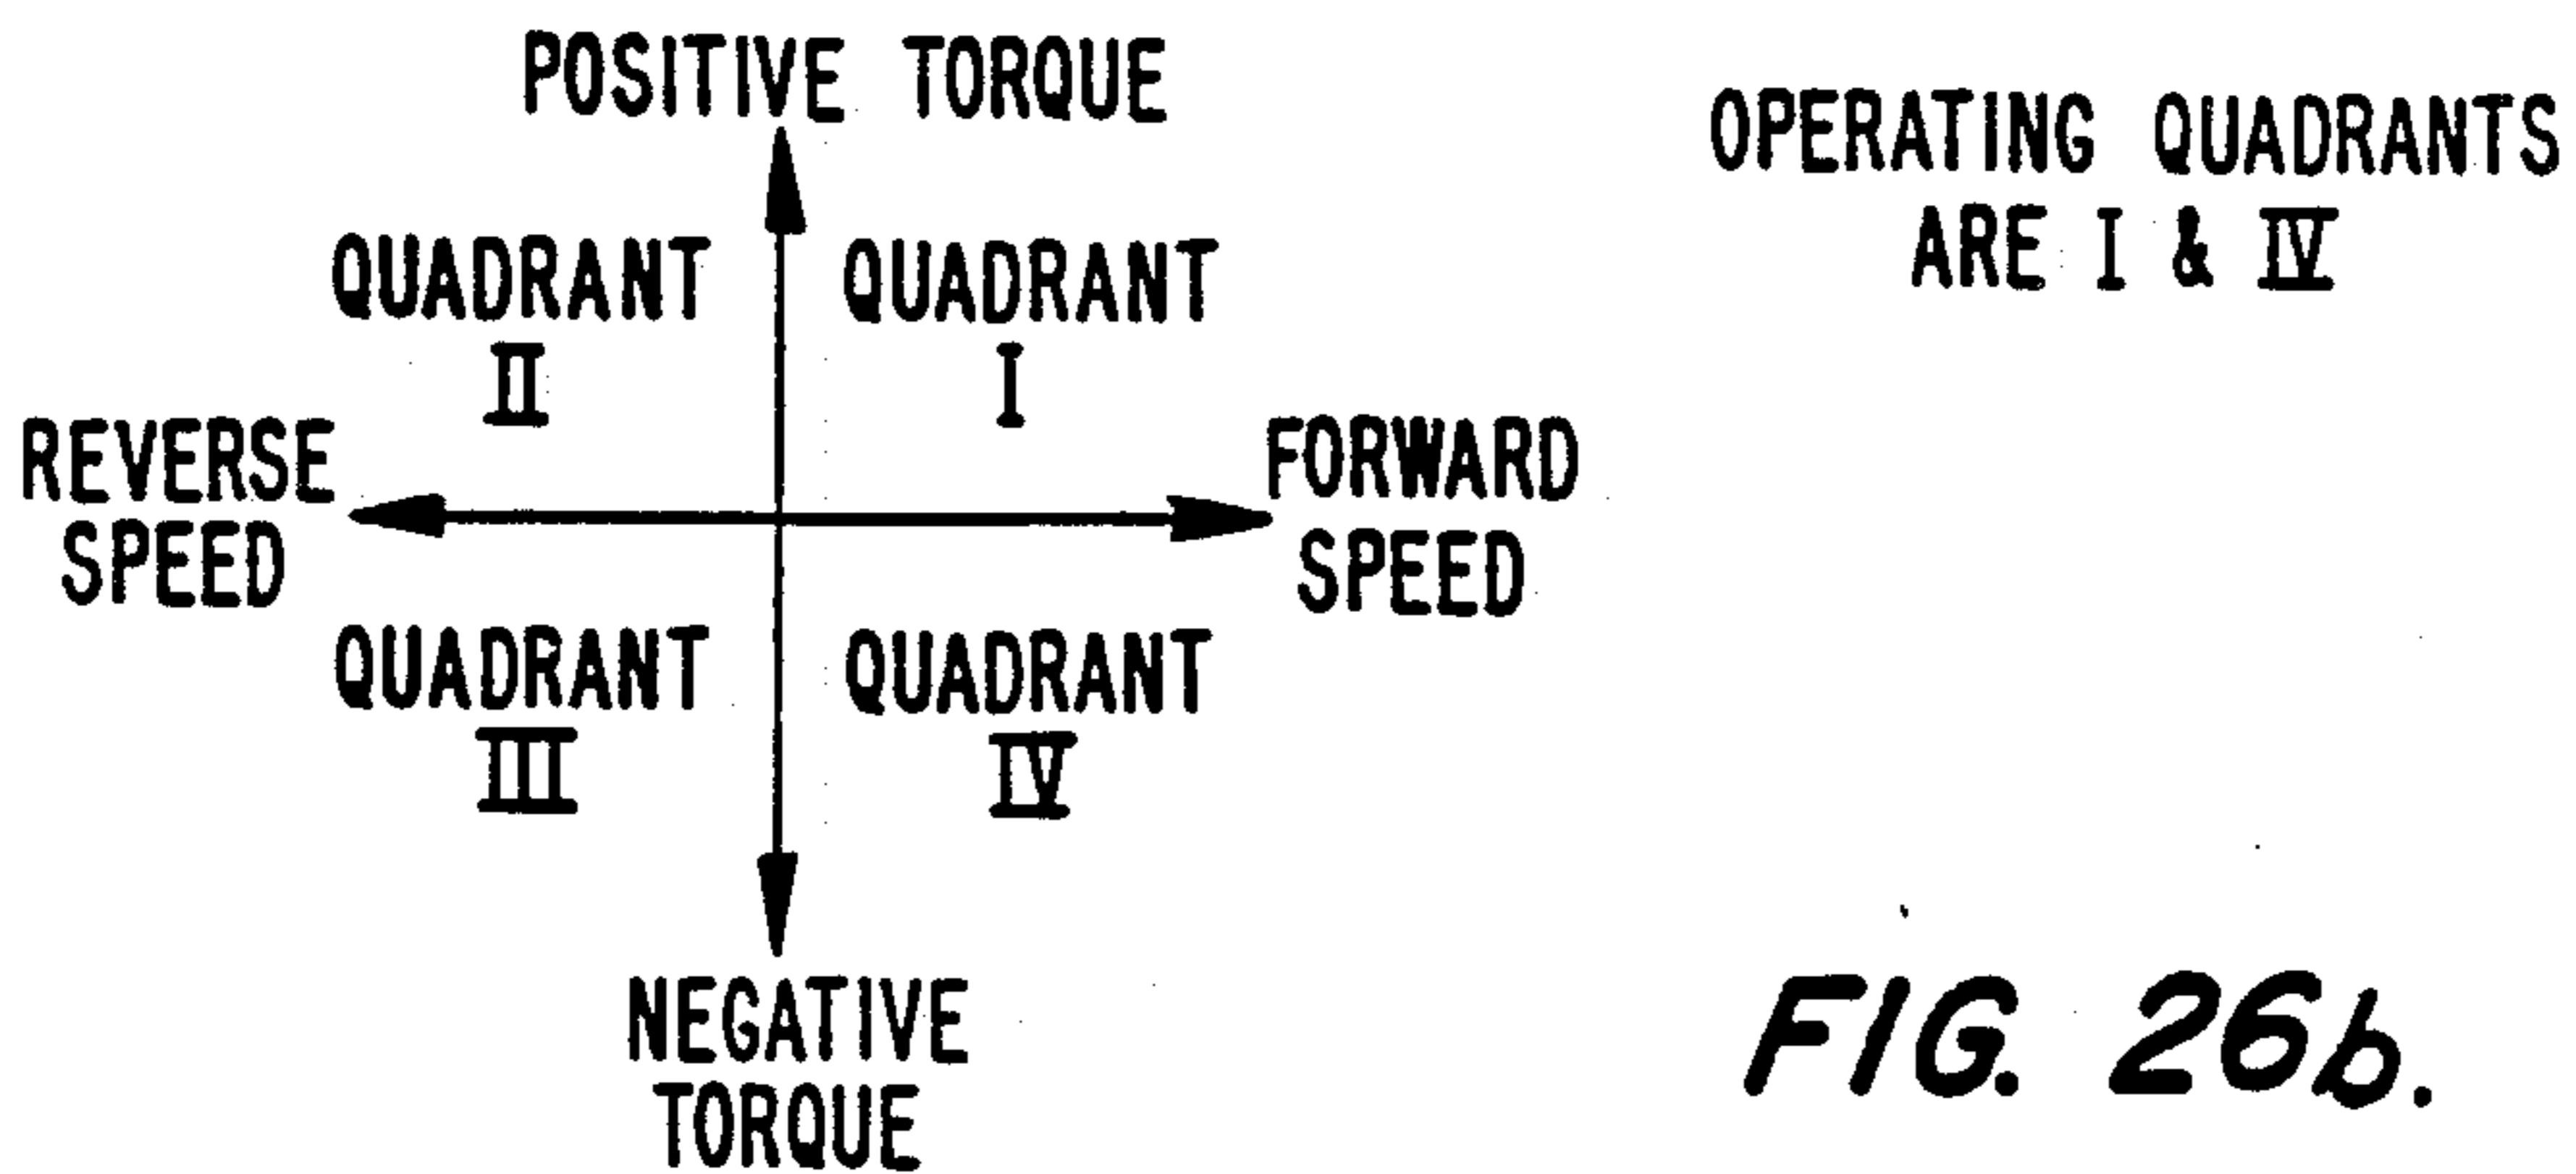 POSITIVE TORQUE
OPERATING QUADRANTS
ARE I & IV
QUADRANT
II
QUADRANT
I
REVERSE
SPEED
FORWARD
SPEED
QUADRANT
III
QUADRANT
IV
NEGATIVE
TORQUE
FIG. 26b.